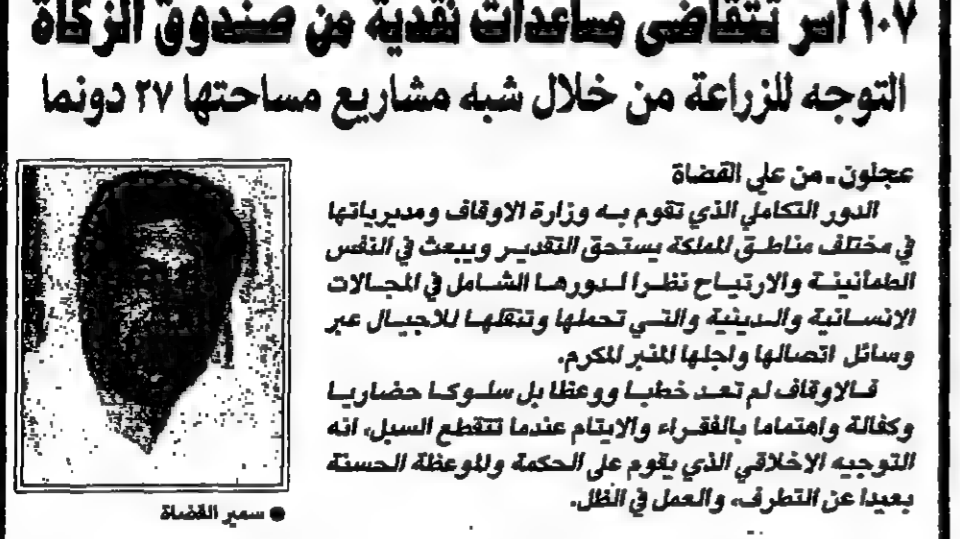 ١٠٧ اسر تتقاضى مساعدات نقدية من صندوق الزكاة
التوجه للزراعة من خلال شبه مشاريع مساحتها ٢٧ دونما
عجلون ـ من علي القضاة
الدور التكاملي الذي تقوم بـه وزارة الاوقاف ومديرياتها
في مختلف مناطق المملكة يستحق التقدير ويبعث في النفس
الطمأنينة والارتياح نظرا لدورها الشامل في المجالات
الانسانية والدينية والتي تحملها وتنقلها للاجيال عبر
وسائل اتصالها واجلها المنبر المكرم.
فالاوقاف لم تعد خطبا ووعظا بل سلوكا حضاريا
وكفالة واهتماما بالفقراء والايتام عندما تتقطع السبل، انه
التوجيه الاخلاقي الذي يقوم على الحكمة والموعظة الحسنة
بعيدا عن التطرف، والعمل في الظل.
● سمير القضاة